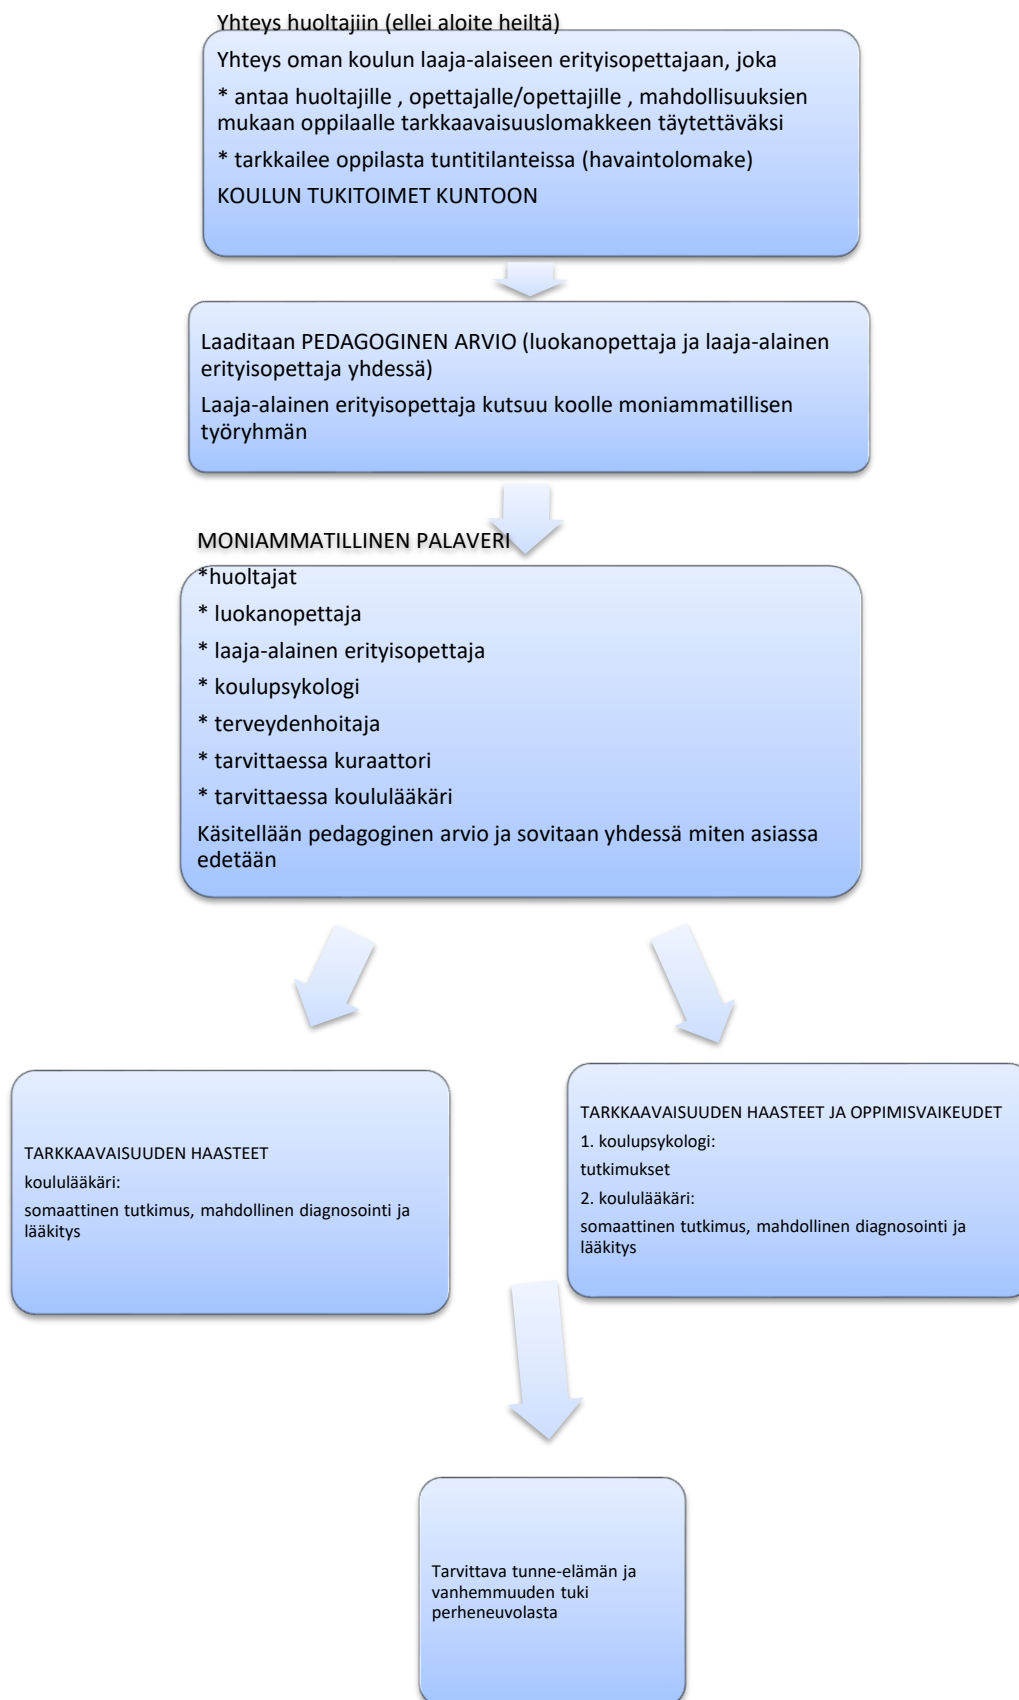 Yhteys huoltajiin (ellei aloite heiltä)
Yhteys oman koulun laaja-alaiseen erityisopettajaan, joka
* antaa huoltajille , opettajalle/opettajille , mahdollisuuksien
mukaan oppilaalle tarkkaavaisuuslomakkeen täytettäväksi
* tarkkailee oppilasta tuntitilanteissa (havaintolomake)
KOULUN TUKITOIMET KUNTOON
Laaditaan PEDAGOGINEN ARVIO (luokanopettaja ja laaja-alainen
erityisopettaja yhdessä)
Laaja-alainen erityisopettaja kutsuu koolle moniammatillisen
työryhmän
MONIAMMATILLINEN PALAVERI
*huoltajat
* luokanopettaja
* laaja-alainen erityisopettaja
* koulupsykologi
* terveydenhoitaja
* tarvittaessa kuraattori
* tarvittaessa koululääkäri
Käsitellään pedagoginen arvio ja sovitaan yhdessä miten asiassa
edetään
TARKKAAVAISUUDEN HAASTEET
koululääkäri:
somaattinen tutkimus, mahdollinen diagnosointi ja
lääkitys
TARKKAAVAISUUDEN HAASTEET JA OPPIMISVAIKEUDET
1. koulupsykologi:
tutkimukset
2. koululääkäri:
somaattinen tutkimus, mahdollinen diagnosointi ja
lääkitys
Tarvittava tunne-elämän ja
vanhemmuuden tuki
perheneuvolasta